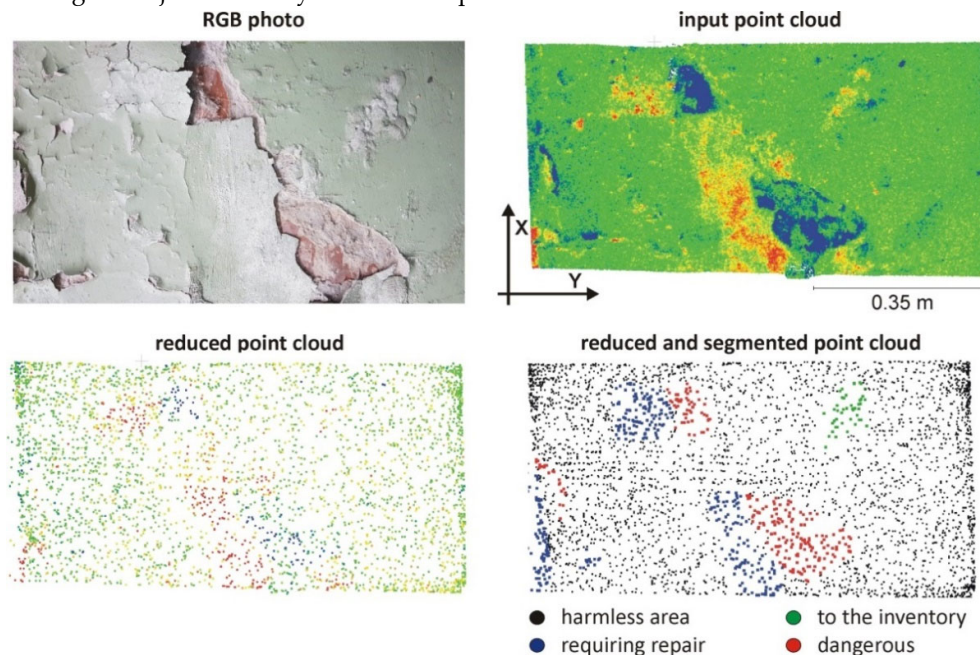 RGB photo
input point cloud
X
Y
0.35 m
reduced point cloud
reduced and segmented point cloud
harmless area
to the inventory
requiring repair
dangerous